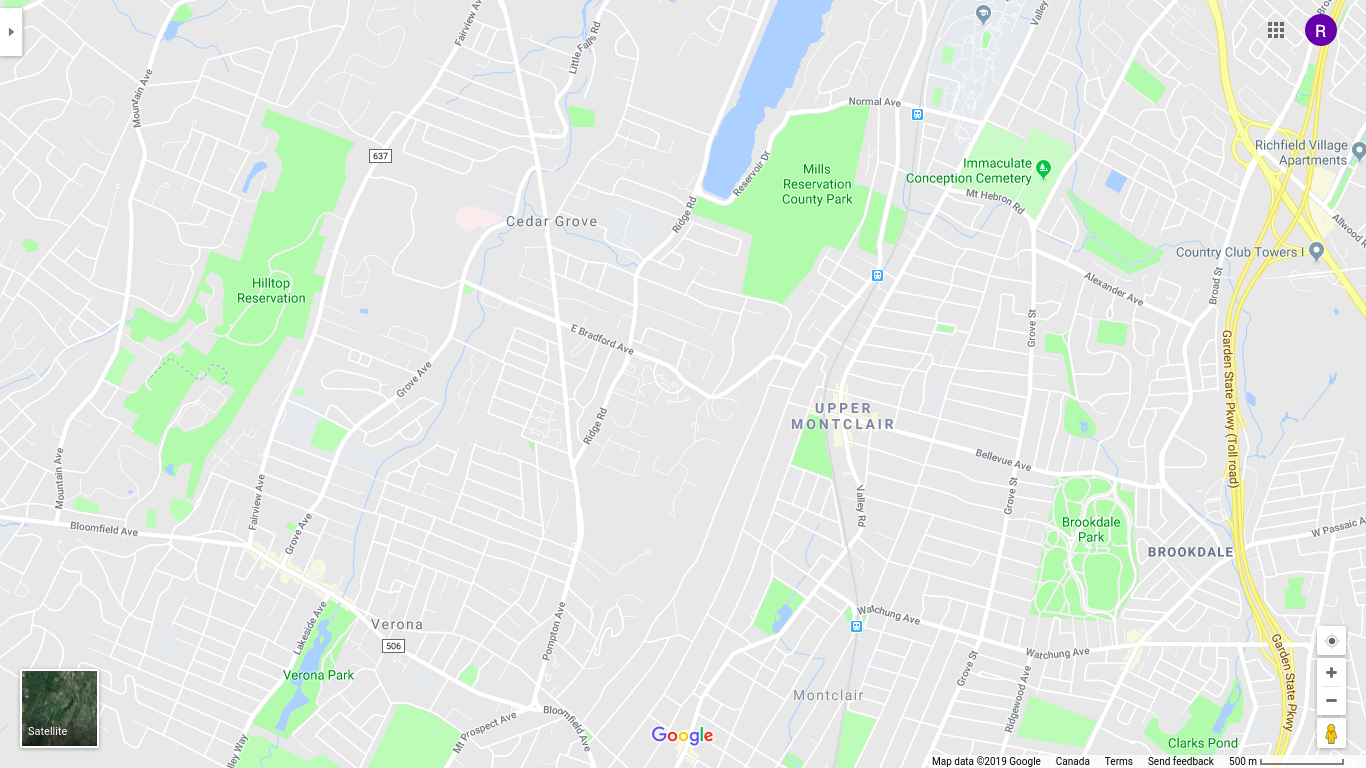 Fairview Ave
Little Falls Rd
Valley
Bro
R
Mountain Ave
Normal Ave
637
Reservoir Dr
Richfield Village
Apartments
Immaculate
Conception Cemetery
Mills
Reservation
County Park
Mt Hebron Rd
Allwood R
Cedar Grove
Ridge Rd
Country Club Towers I
Hilltop
Reservation
Alexander Ave
Broad St
E Bradford Ave
Grove St
Garden State Pkwy (Toll road)
Grove Ave
UPPER
MONTCLAIR
Ridge Rd
Bellevue Ave
Mountain Ave
Fairview Ave
Valley Rd
Grove St
Bloomfield Ave
Grove Ave
Brookdale
Park
W Passaic A
BROOKDALE
Lakeside Ave
Verona
Watchung Ave
506
Pompton Ave
Watchung Ave
Garden State Pkwy
Grove St
Verona Park
Montclair
Ridgewood Ave
Satellite
Mt Prospect Ave
Bloomfield Ave
lley Way
Google
Clarks Pond
Map data ©2019 Google
Canada
Terms
Send feedback
500 m